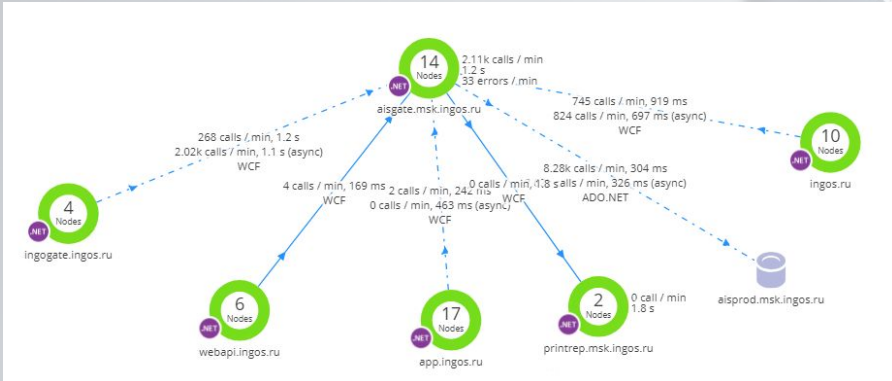 14
Nodes
.NET
2.11k calls / min
1.2 s
33 errors / min
aisgate.msk.ingos.ru
745 calls / min, 919 ms
824 calls / min, 697 ms (async)
WCF
10
Nodes
.NET
ingos.ru
268 calls / min, 1.2 s
2.02k calls / min, 1.1 s (async)
WCF
4
Nodes
.NET
ingogate.ingos.ru
4 calls / min, 169 ms
WCF
2 calls / min, 242 ms
0 calls / min, 463 ms (async)
WCF
0 calls / min, 1.8 s
WCF
8.28k calls / min, 304 ms
calls / min, 326 ms (async)
ADO.NET
aisprod.msk.ingos.ru
6
Nodes
.NET
webapi.ingos.ru
17
Nodes
.NET
app.ingos.ru
2
Nodes
.NET
0 call / min
1.8 s
printrep.msk.ingos.ru